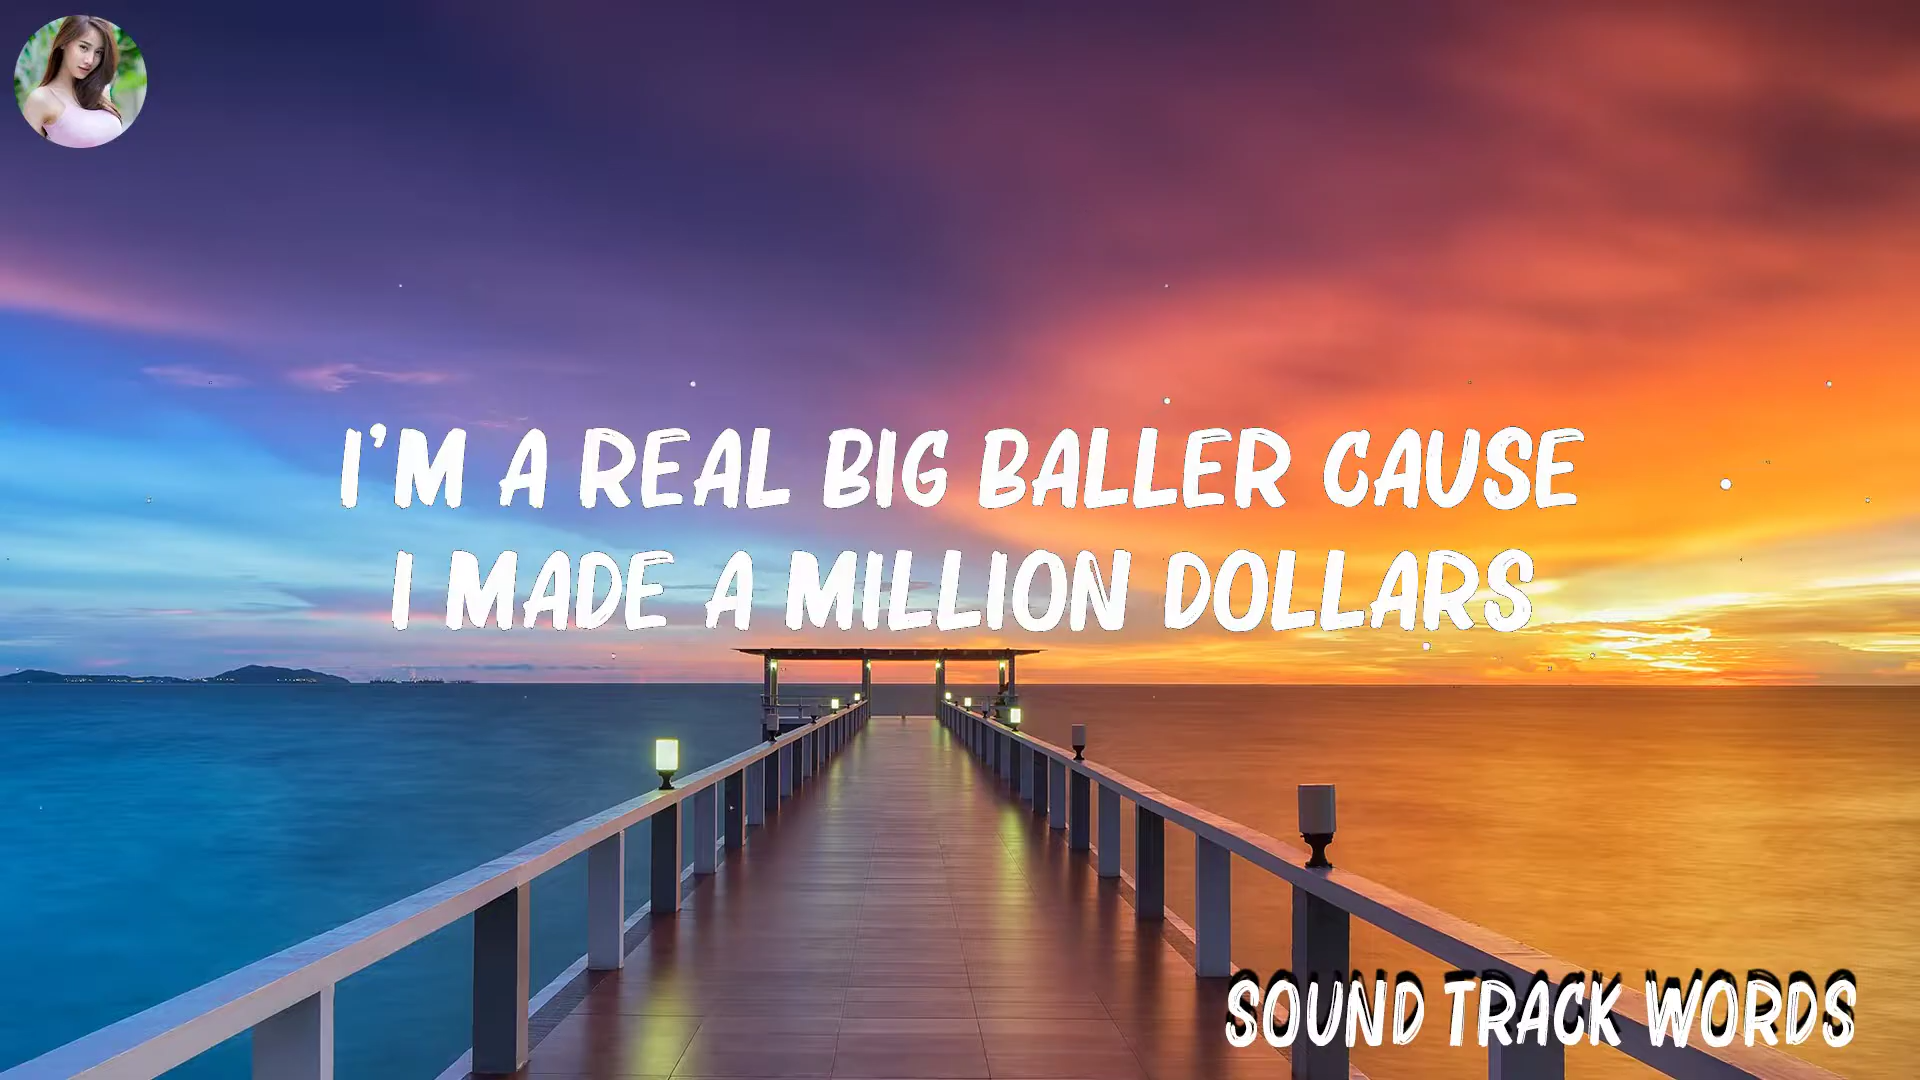 I'M A REAL BIG BALLER CAUSE
I MADE A MILLION DOLLARS
SOUND TRACK WORDS